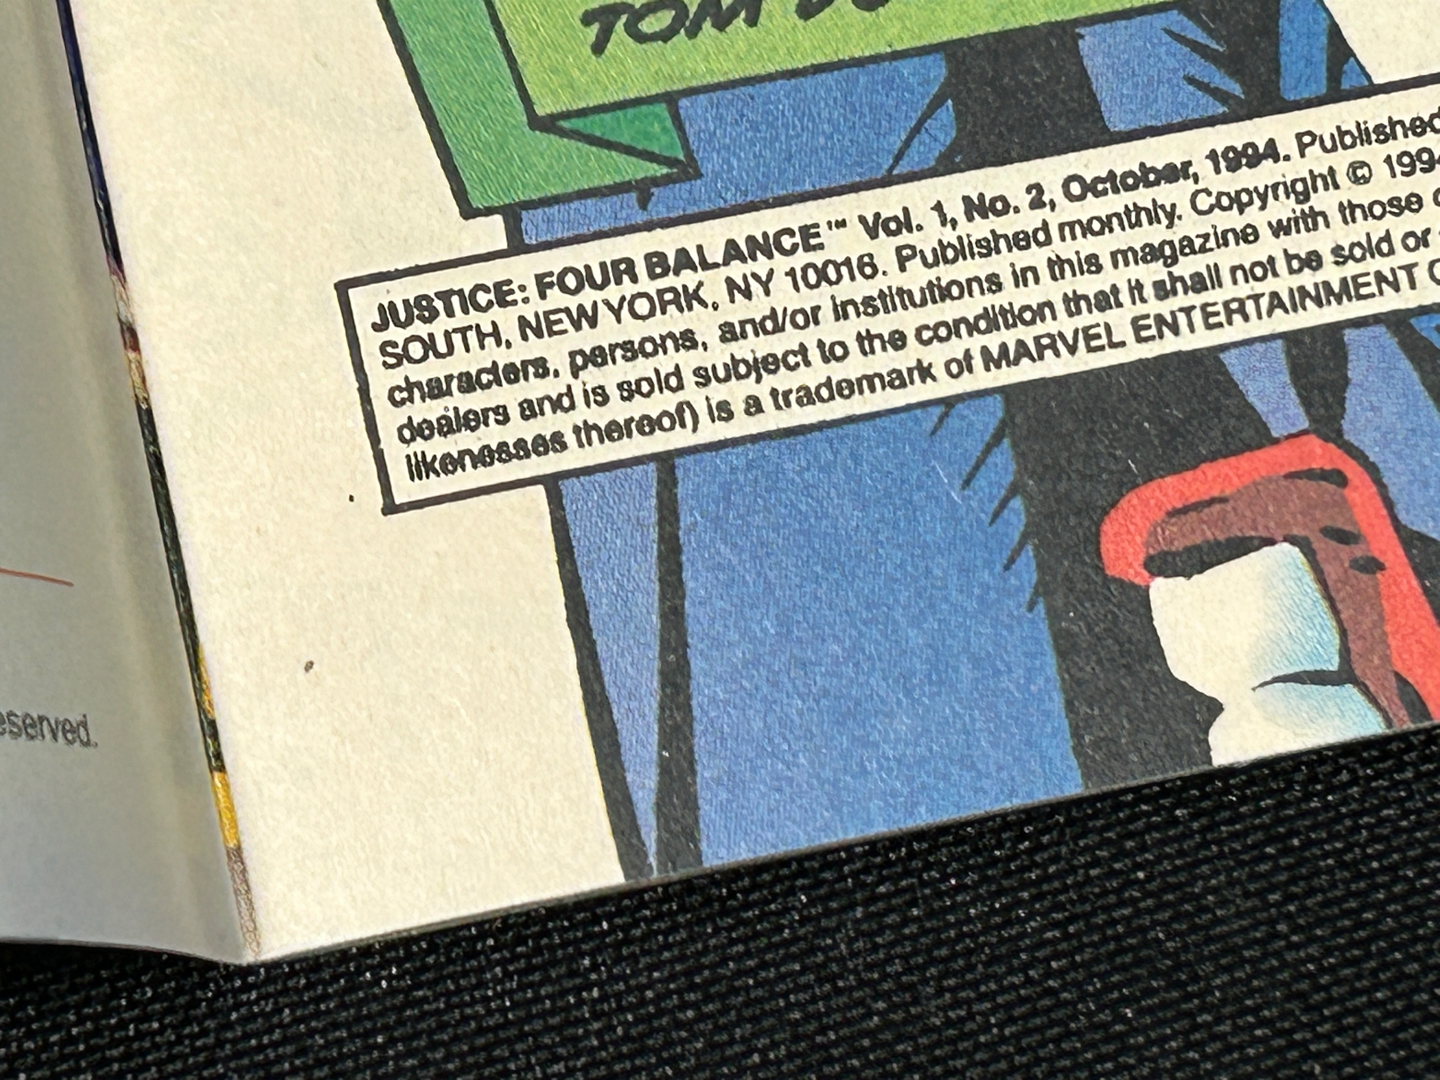 TOM
JUSTICE: FOUR BALANCE™ Vol. 1, No. 2, October, 1994. Published
SOUTH, NEW YORK, NY 10016. Published monthly. Copyright © 1994
characters, persons, and/or institutions in this magazine with those
dealers and is sold subject to the condition that it shall not be sold or
likenesses thereof) is a trademark of MARVEL ENTERTAINMENT
eserved.